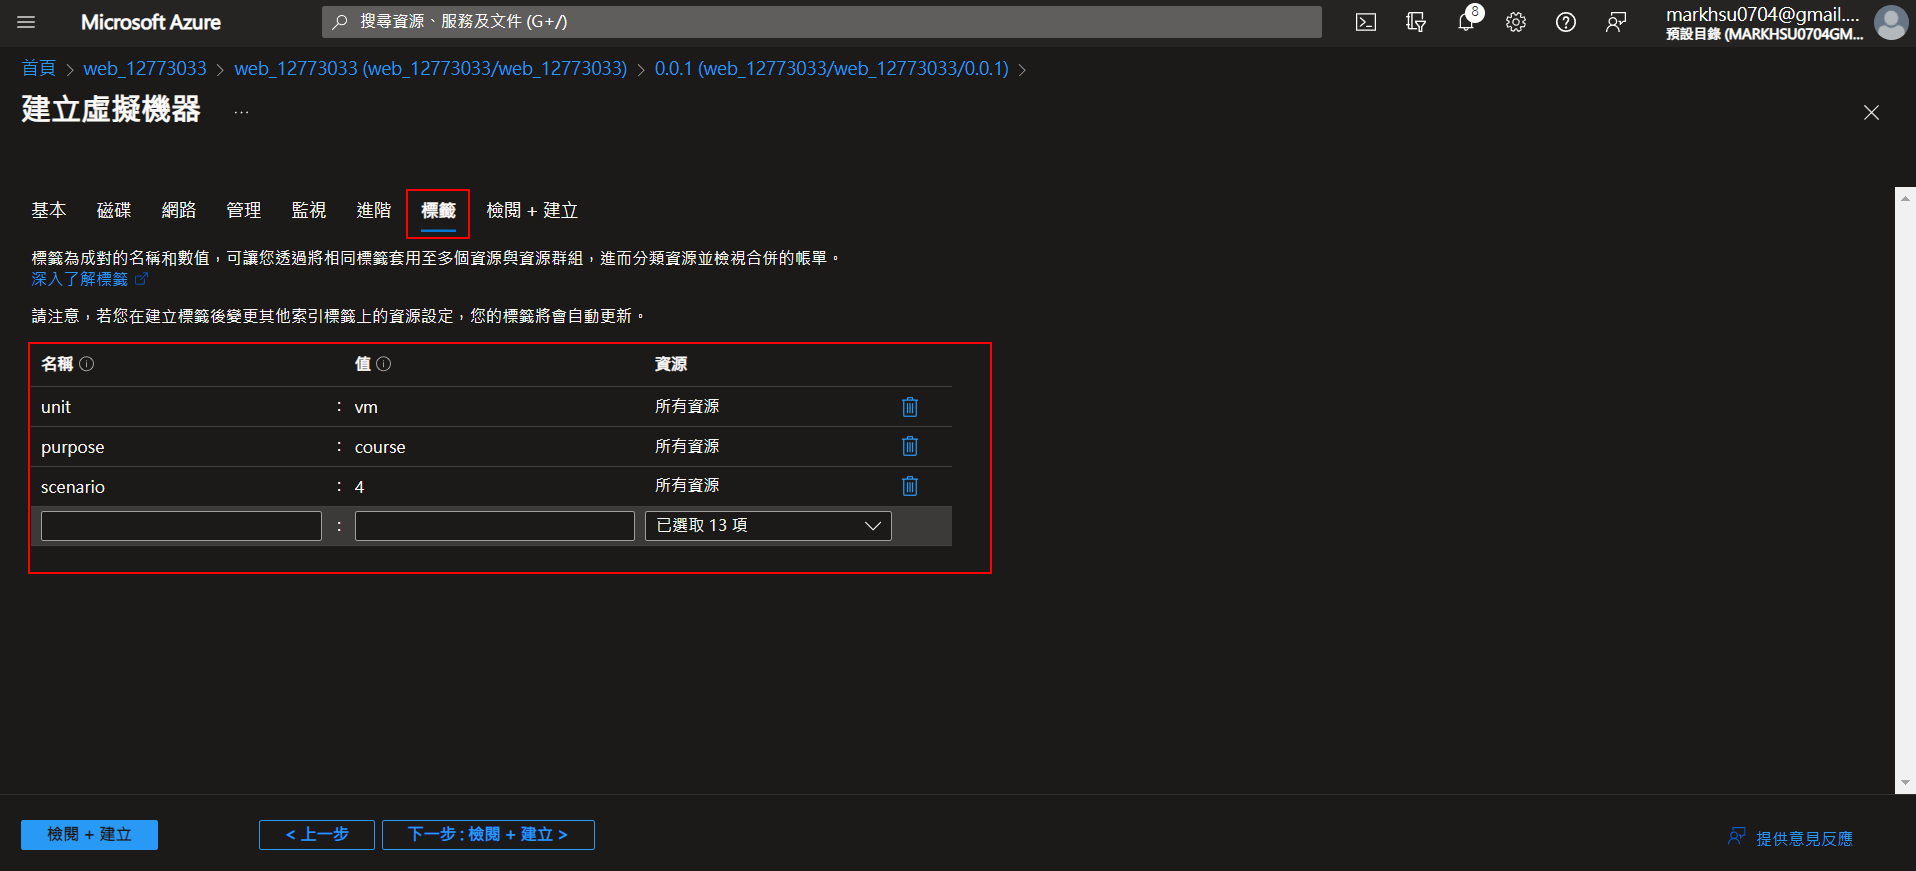 Microsoft Azure
搜尋資源、服務及文件 (G+/)
8
markhsu0704@gmail....
預設目錄 (MARKHSU0704GM...
首頁 > web_12773033 > web_12773033 (web_12773033/web_12773033) > 0.0.1 (web_12773033/web_12773033/0.0.1) >
建立虛擬機器 ...
基本 磁碟 網路 管理 監視 進階 標籤 檢閱 + 建立
標籤為成對的名稱和數值，可讓您透過將相同標籤套用至多個資源與資源群組，進而分類資源並檢視合併的帳單。
深入了解標籤
請注意，若您在建立標籤後變更其他索引標籤上的資源設定，您的標籤將會自動更新。
名稱 值 資源
unit : vm 所有資源
purpose : course 所有資源
scenario : 4 所有資源
: 已選取 13 項
檢閱 + 建立 < 上一步 下一步 : 檢閱 + 建立 > 提供意見反應